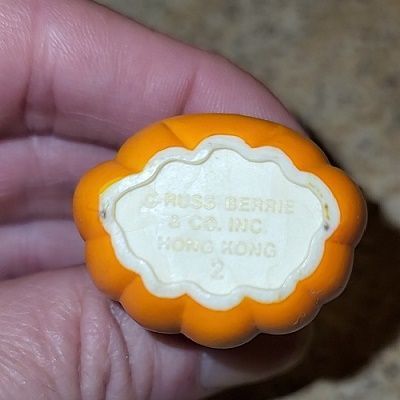 © RUSS BERRIE
& CO. INC.
HONG KONG
2